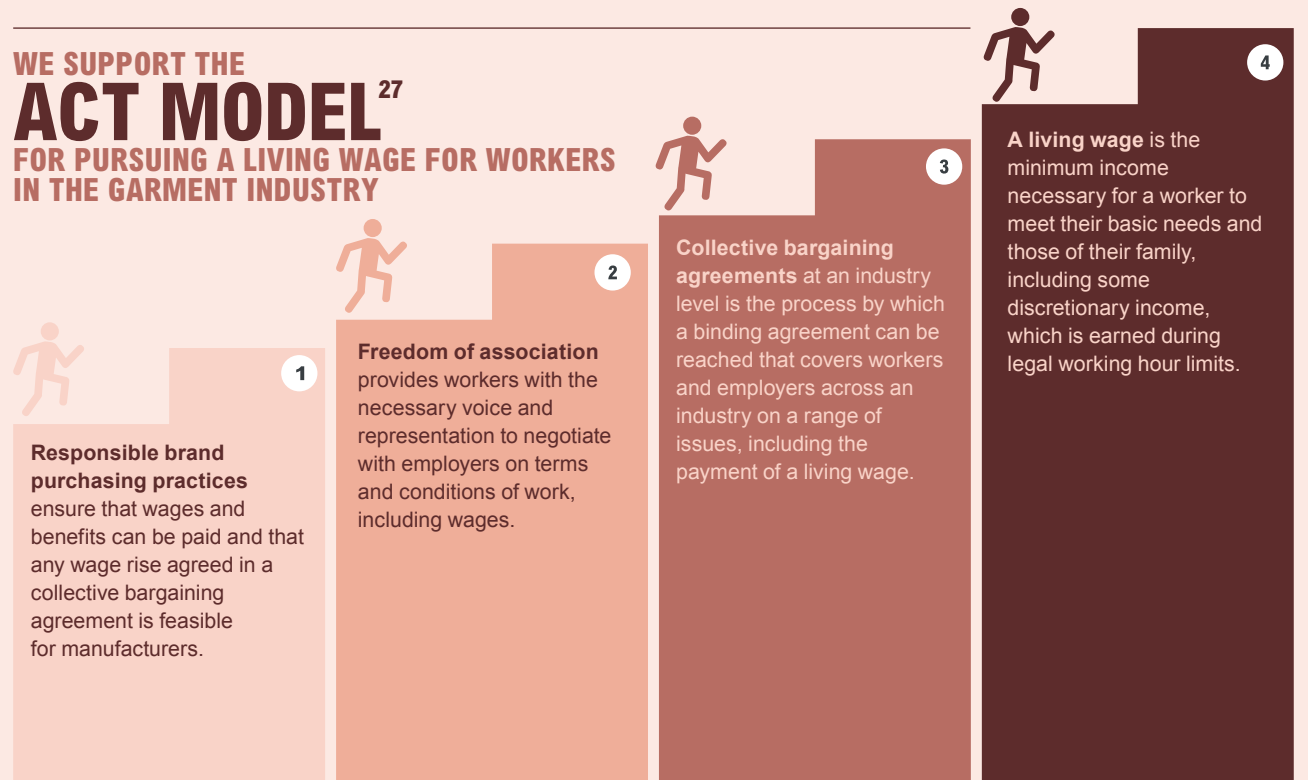 WE SUPPORT THE
ACT MODEL27
FOR PURSUING A LIVING WAGE FOR WORKERS
IN THE GARMENT INDUSTRY
1
Responsible brand
purchasing practices
ensure that wages and
benefits can be paid and that
any wage rise agreed in a
collective bargaining
agreement is feasible
for manufacturers.
2
Freedom of association
provides workers with the
necessary voice and
representation to negotiate
with employers on terms
and conditions of work,
including wages.
3
Collective bargaining
agreements at an industry
level is the process by which
a binding agreement can be
reached that covers workers
and employers across an
industry on a range of
issues, including the
payment of a living wage.
4
A living wage is the
minimum income
necessary for a worker to
meet their basic needs and
those of their family,
including some
discretionary income,
which is earned during
legal working hour limits.